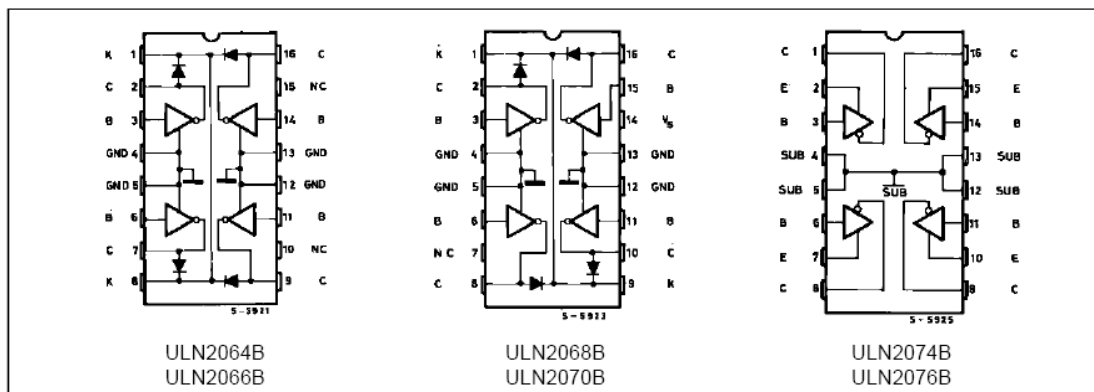 K 1 16 C
C 2 15 NC
B 3 14 B
GND 4 13 GND
GND 5 12 GND
B 6 11 B
C 7 10 NC
K 8 9 C
S-5921
ULN2064B
ULN2066B
K 1 16 C
C 2 15 B
B 3 14 Vs
GND 4 13 GND
GND 5 12 GND
B 6 11 B
NC 7 10 C
C 8 9 K
ULN2068B
ULN2070B
C 1 16 C
E 2 15 E
B 3 14 B
SUB 4 13 SUB
SUB 5 12 SUB
SUB
B 6 11 B
E 7 10 E
C 8 9 C
S-5925
ULN2074B
ULN2076B